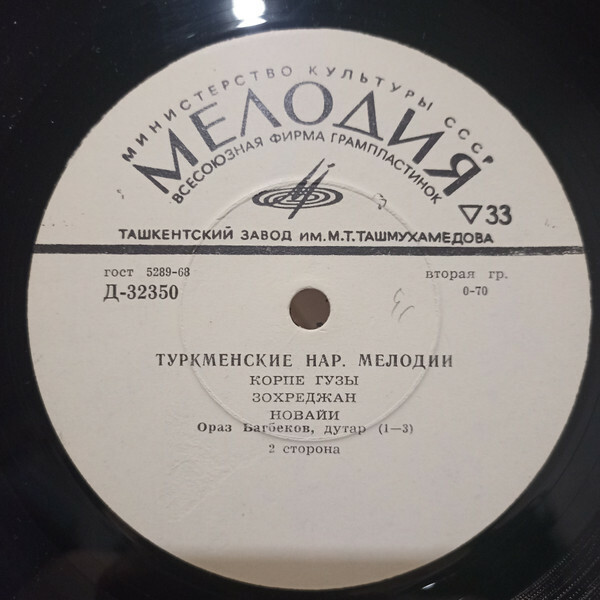 МИНИСТЕРСТВО КУЛЬТУРЫ СССР
МЕЛОДИЯ
ВСЕСОЮЗНАЯ ФИРМА ГРАМПЛАСТИНОК
▽33
ТАШКЕНТСКИЙ ЗАВОД ИМ. М.Т. ТАШМУХАМЕДОВА
гост 5289-68
вторая гр.
Д-32350
0-70
ТУРКМЕНСКИЕ НАР. МЕЛОДИИ
КОРПЕ ГУЗЫ
ЗОХРЕДЖАН
НОВАЙИ
Ораз Багбеков, дутар (1—3)
2 сторона